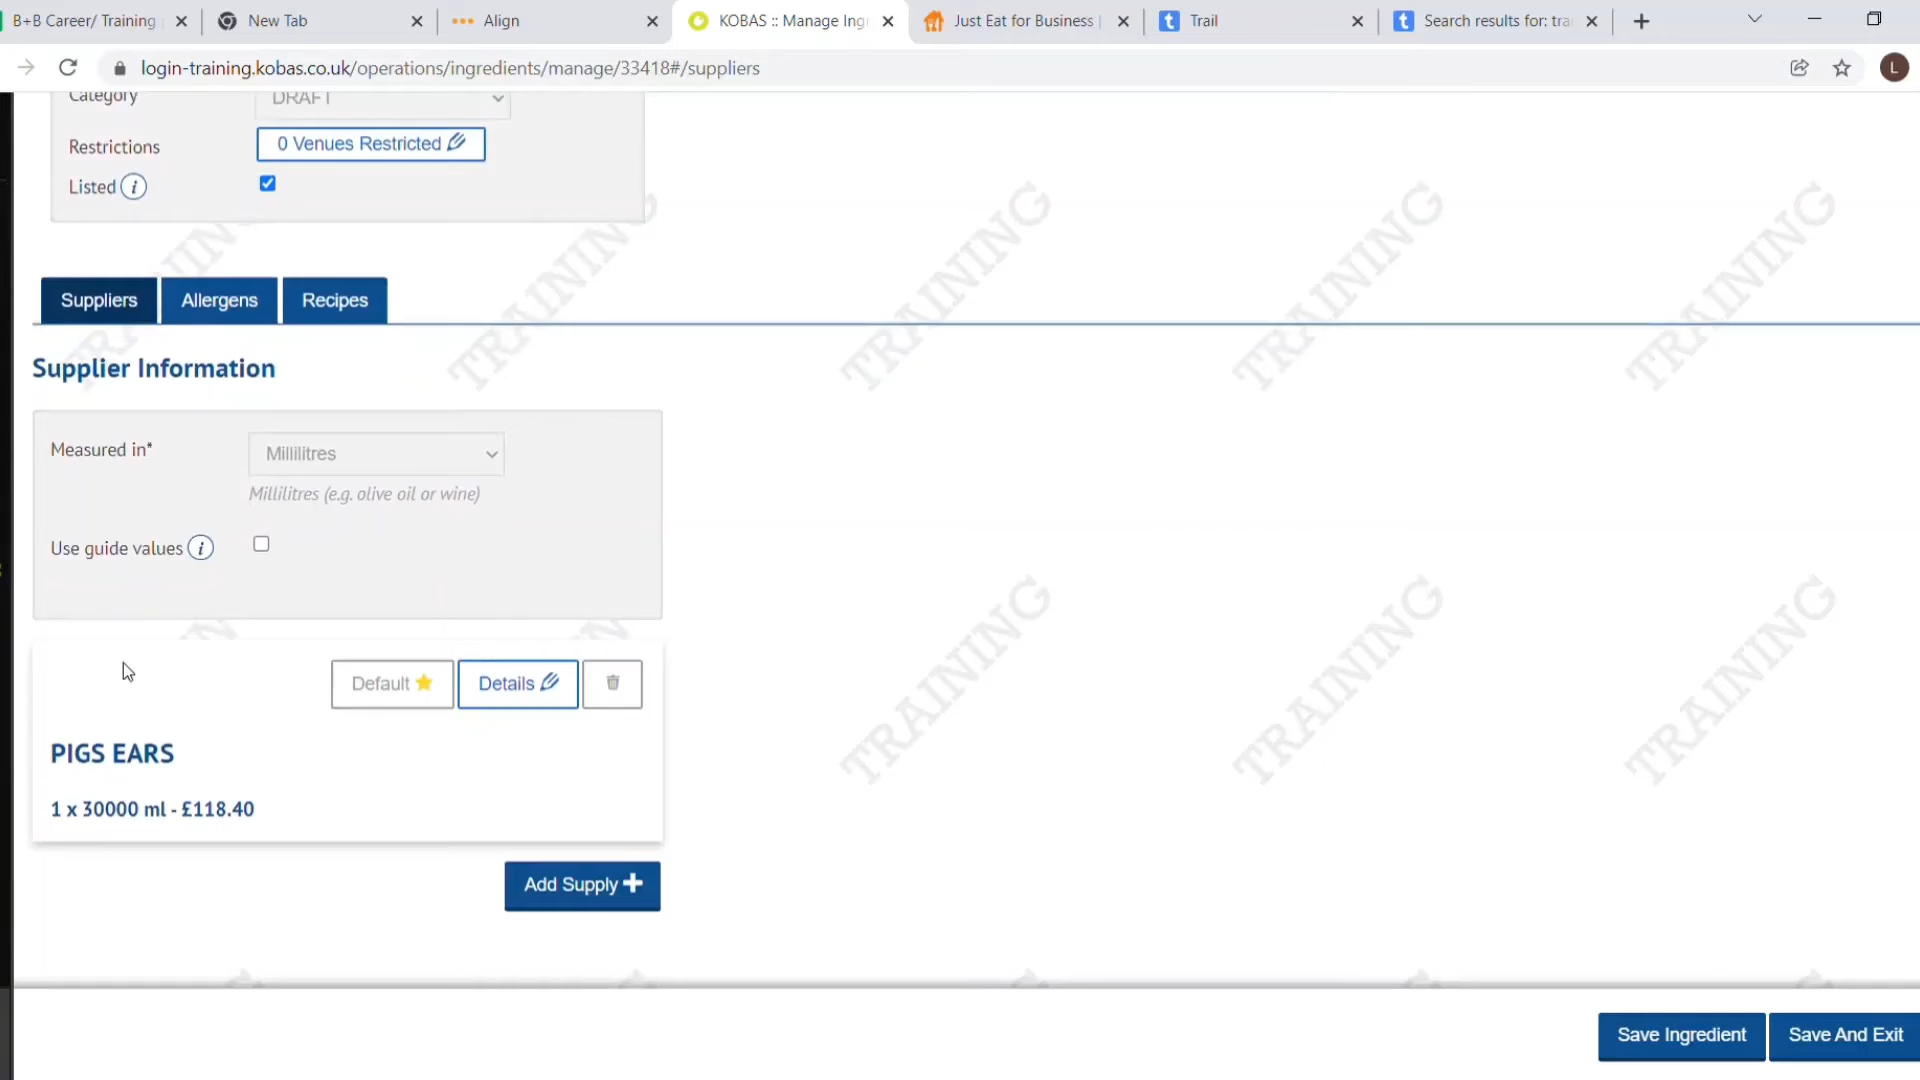 B+B Career/ Training
New Tab
Align
KOBAS :: Manage Ing
Just Eat for Business |
Trail
Search results for: tra
login-training.kobas.co.uk/operations/ingredients/manage/33418#/suppliers
L
Category
DRAFT
Restrictions
0 Venues Restricted
Listed i
Suppliers
Allergens
Recipes
Supplier Information
Measured in*
Millilitres
Millilitres (e.g. olive oil or wine)
Use guide values i
Default
Details
PIGS EARS
1 x 30000 ml - £118.40
Add Supply
Save Ingredient
Save And Exit
TRAINING
TRAINING
TRAINING
TRAINING
TRAINING
TRAINING
TRAINING